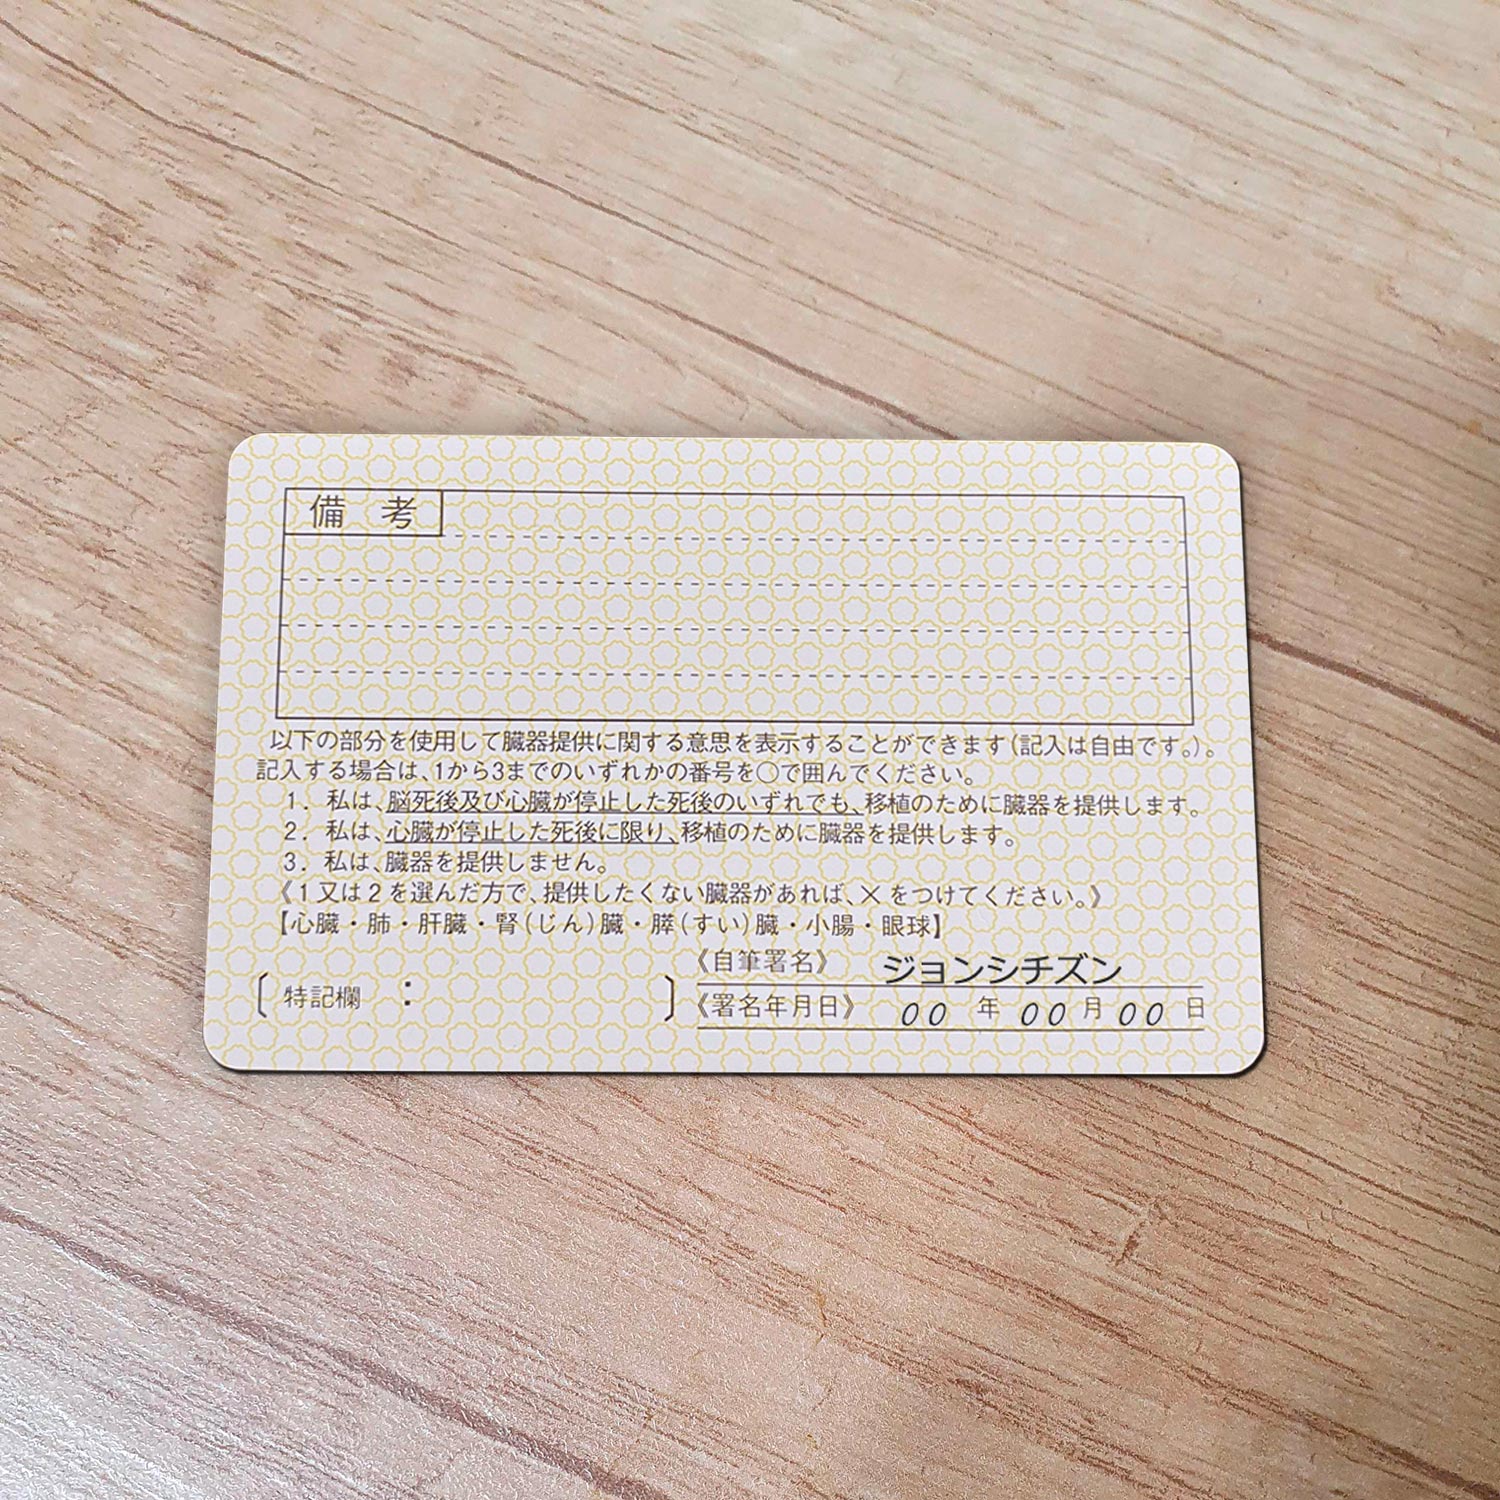 備 考
以下の部分を使用して臓器提供に関する意思を表示することができます(記入は自由です。)。
記入する場合は、1から3までのいずれかの番号を○で囲んでください。
1. 私は、脳死後及び心臓が停止した死後のいずれでも、移植のために臓器を提供します。
2. 私は、心臓が停止した死後に限り、移植のために臓器を提供します。
3. 私は、臓器を提供しません。
《1又は2を選んだ方で、提供したくない臓器があれば、×をつけてください。》
【心臓・肺・肝臓・腎(じん)臓・膵(すい)臓・小腸・眼球】
〔特記欄 : 〕
《自筆署名》 ジョンシチズン
《署名年月日》 00 年 00 月 00 日